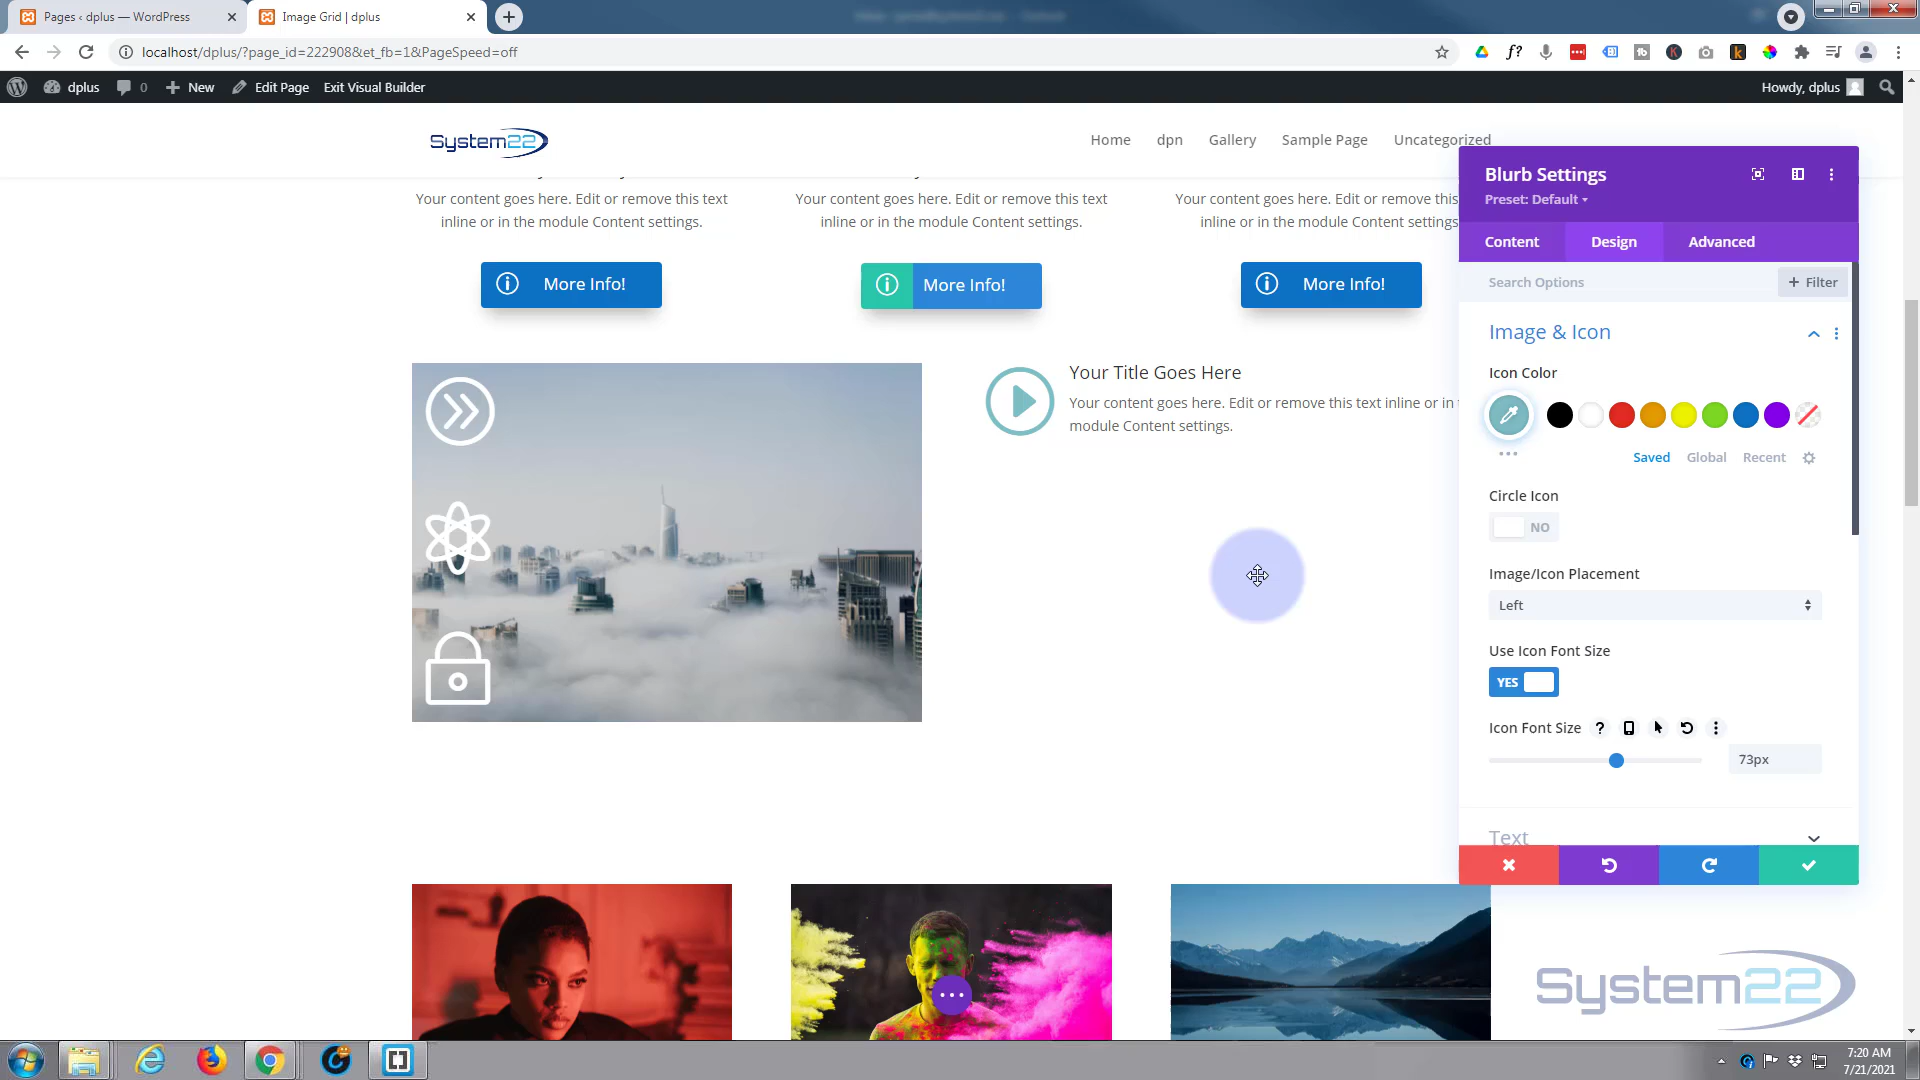 Pages ‹ dplus — WordPress
Image Grid | dplus
localhost/dplus/?page_id=222908&et_fb=1&PageSpeed=off
dplus
0
New
Edit Page
Exit Visual Builder
Howdy, dplus
System22
Home
dpn
Gallery
Sample Page
Uncategorized
Your content goes here. Edit or remove this text
inline or in the module Content settings.
Your content goes here. Edit or remove this text
inline or in the module Content settings.
Your content goes here. Edit or remove this
inline or in the module Content settings
More Info!
More Info!
More Info!
Your Title Goes Here
Your content goes here. Edit or remove this text inline or in
module Content settings.
Blurb Settings
Preset: Default
Content
Design
Advanced
Search Options
+ Filter
Image & Icon
Icon Color
Saved
Global
Recent
Circle Icon
NO
Image/Icon Placement
Left
Use Icon Font Size
YES
Icon Font Size
?
73px
Text
System22
7:20 AM
7/21/2021